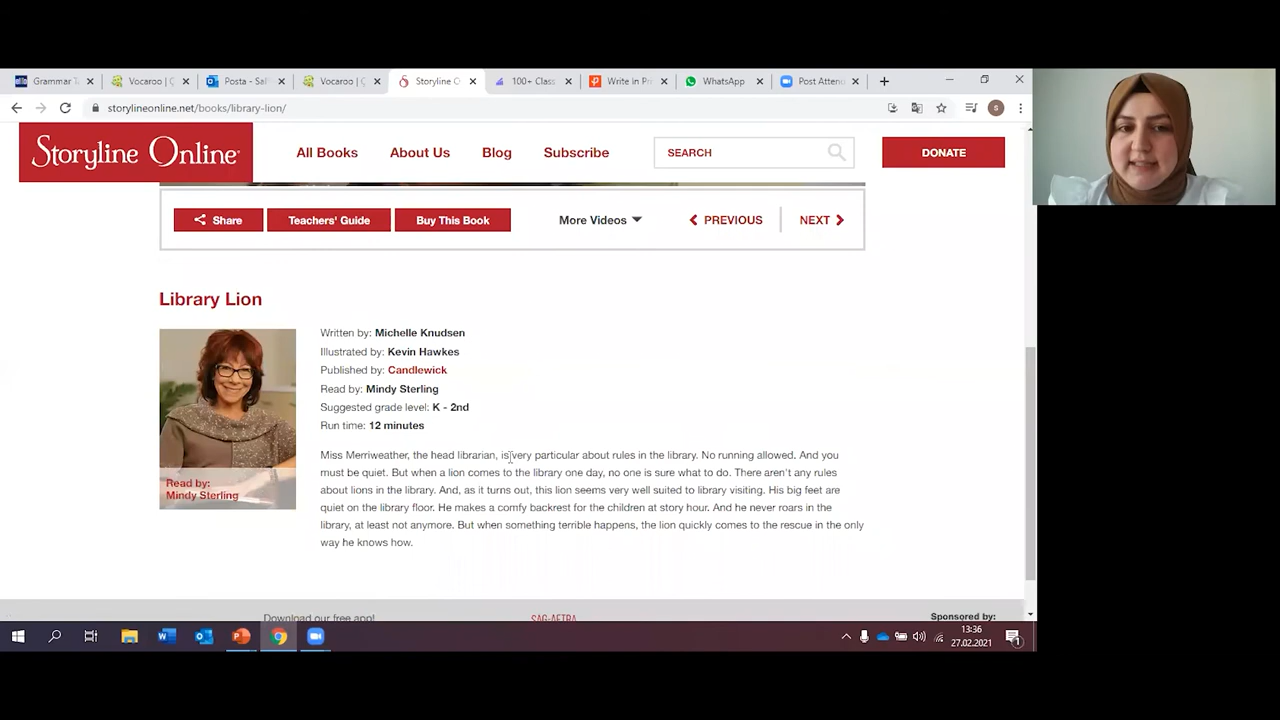 Grammar T
Vocaroo | 
Posta - Sa
Vocaroo | 
Storyline O
100+ Class
Write in Pri
WhatsApp
Post Attend
storylineonline.net/books/library-lion/
Storyline Online
All Books
About Us
Blog
Subscribe
SEARCH
DONATE
Share
Teachers' Guide
Buy This Book
More Videos
PREVIOUS
NEXT
Library Lion
Read by:
Mindy Sterling
Written by: Michelle Knudsen
Illustrated by: Kevin Hawkes
Published by: Candlewick
Read by: Mindy Sterling
Suggested grade level: K - 2nd
Run time: 12 minutes
Miss Merriweather, the head librarian, is very particular about rules in the library. No running allowed. And you
must be quiet. But when a lion comes to the library one day, no one is sure what to do. There aren't any rules
about lions in the library. And, as it turns out, this lion seems very well suited to library visiting. His big feet are
quiet on the library floor. He makes a comfy backrest for the children at story hour. And he never roars in the
library, at least not anymore. But when something terrible happens, the lion quickly comes to the rescue in the only
way he knows how.
Download our free app!
SAG-AFTRA
Sponsored by:
13:36
27.02.2021